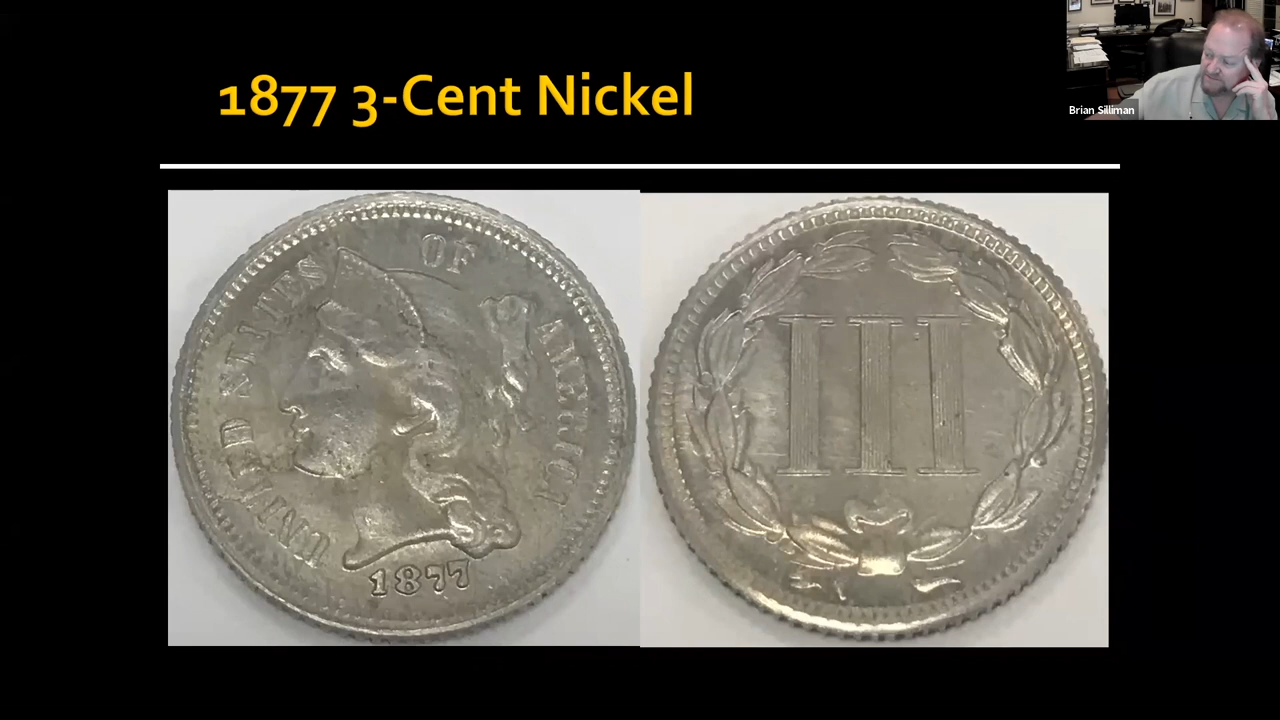 1877 3-Cent Nickel
Brian Silliman
UNITED STATES OF AMERICA
1877
III